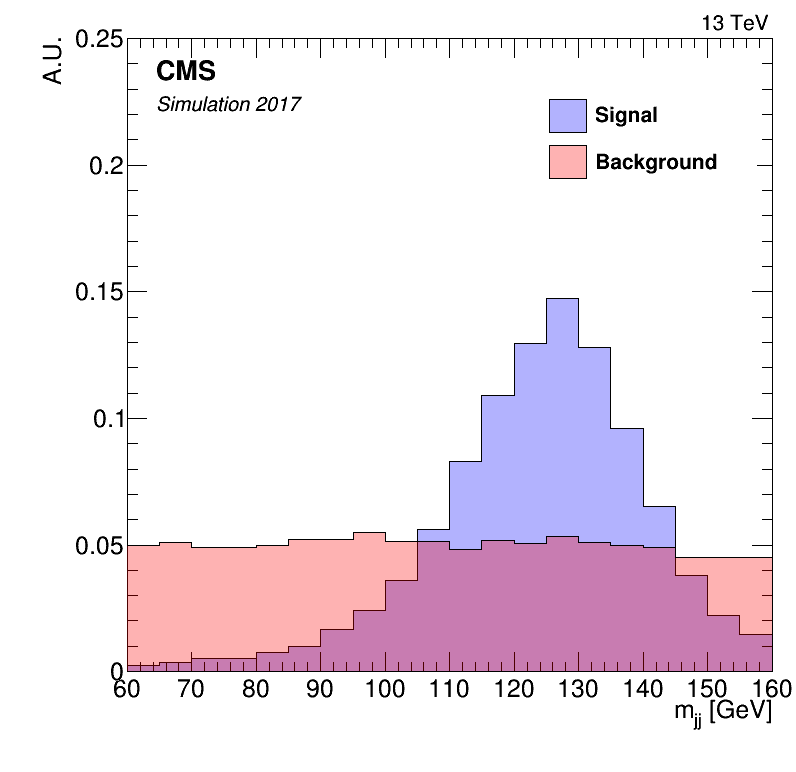 13 TeV
A.U.
CMS
Simulation 2017
Signal
Background
0.25
0.2
0.15
0.1
0.05
0
60 70 80 90 100 110 120 130 140 150 160
m_jj [GeV]